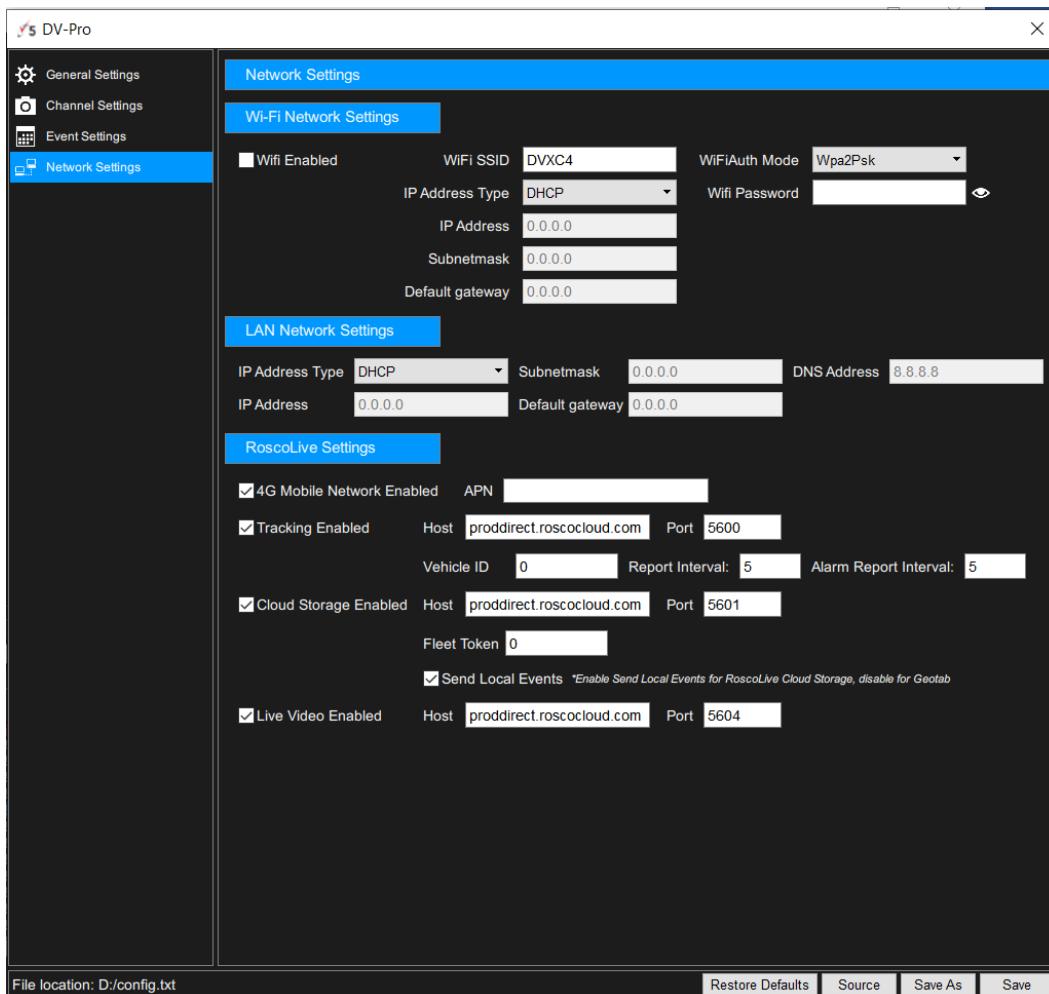 DV-Pro
General Settings
Channel Settings
Event Settings
Network Settings
Network Settings
Wi-Fi Network Settings
Wifi Enabled WiFi SSID DVXC4 WiFiAuth Mode Wpa2Psk
IP Address Type DHCP Wifi Password
IP Address 0.0.0.0
Subnetmask 0.0.0.0
Default gateway 0.0.0.0
LAN Network Settings
IP Address Type DHCP Subnetmask 0.0.0.0 DNS Address 8.8.8.8
IP Address 0.0.0.0 Default gateway 0.0.0.0
RoscoLive Settings
4G Mobile Network Enabled APN
Tracking Enabled Host proddirect.roscocloud.com Port 5600
Vehicle ID 0 Report Interval: 5 Alarm Report Interval: 5
Cloud Storage Enabled Host proddirect.roscocloud.com Port 5601
Fleet Token 0
Send Local Events *Enable Send Local Events for RoscoLive Cloud Storage, disable for Geotab
Live Video Enabled Host proddirect.roscocloud.com Port 5604
File location: D:/config.txt Restore Defaults Source Save As Save